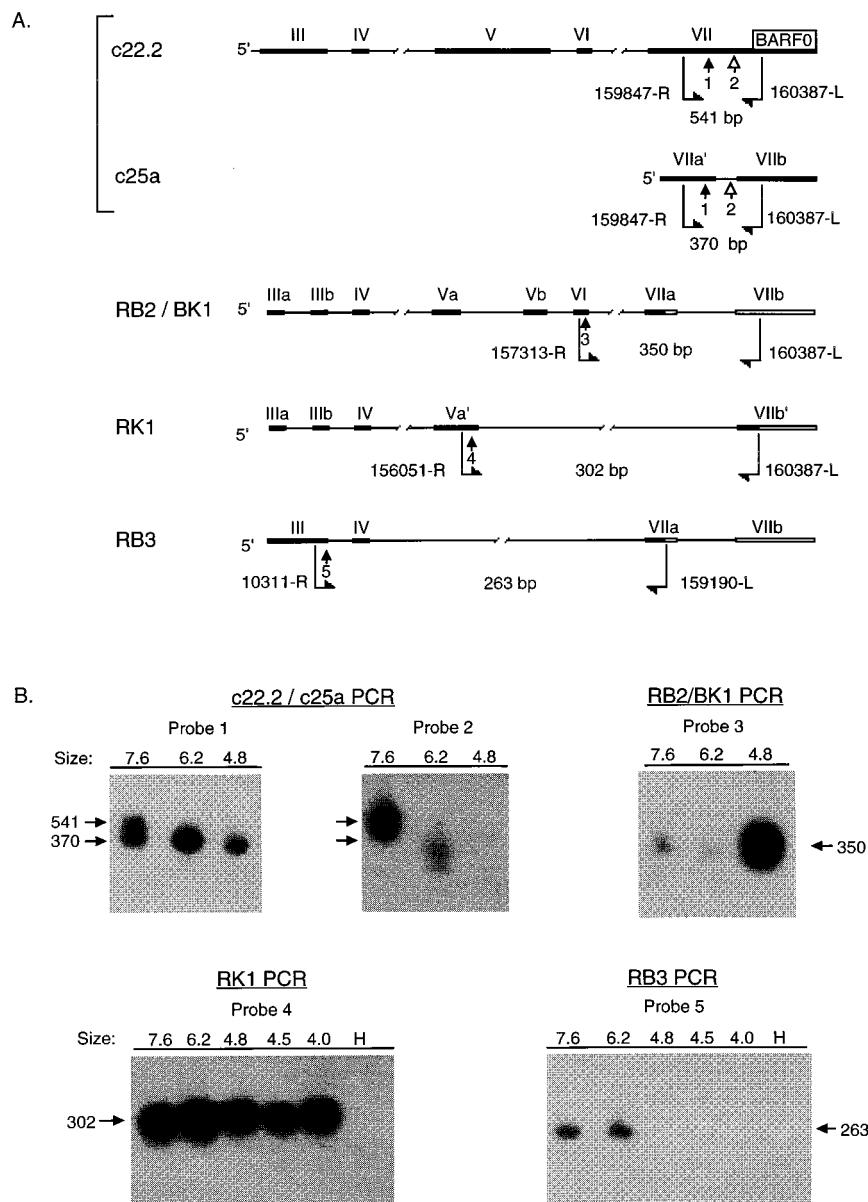 A.
III IV V VI VII
c22.2 5' BARF0
159847-R 1 2 160387-L
541 bp
VIIa' VIIb
c25a 5'
159847-R 1 2 160387-L
370 bp
IIIa IIIb IV Va Vb VI VIIa VIIb
RB2 / BK1 5'
157313-R 3 350 bp 160387-L
IIIa IIIb IV Va' VIIb'
RK1 5'
156051-R 4 302 bp 160387-L
III IV VIIa VIIb
RB3 5'
10311-R 5 263 bp 159190-L
B.
c22.2 / c25a PCR
Probe 1 Probe 2
Size: 7.6 6.2 4.8 7.6 6.2 4.8
541
370
RB2/BK1 PCR
Probe 3
7.6 6.2 4.8
350
RK1 PCR
Probe 4
Size: 7.6 6.2 4.8 4.5 4.0 H
302
RB3 PCR
Probe 5
7.6 6.2 4.8 4.5 4.0 H
263